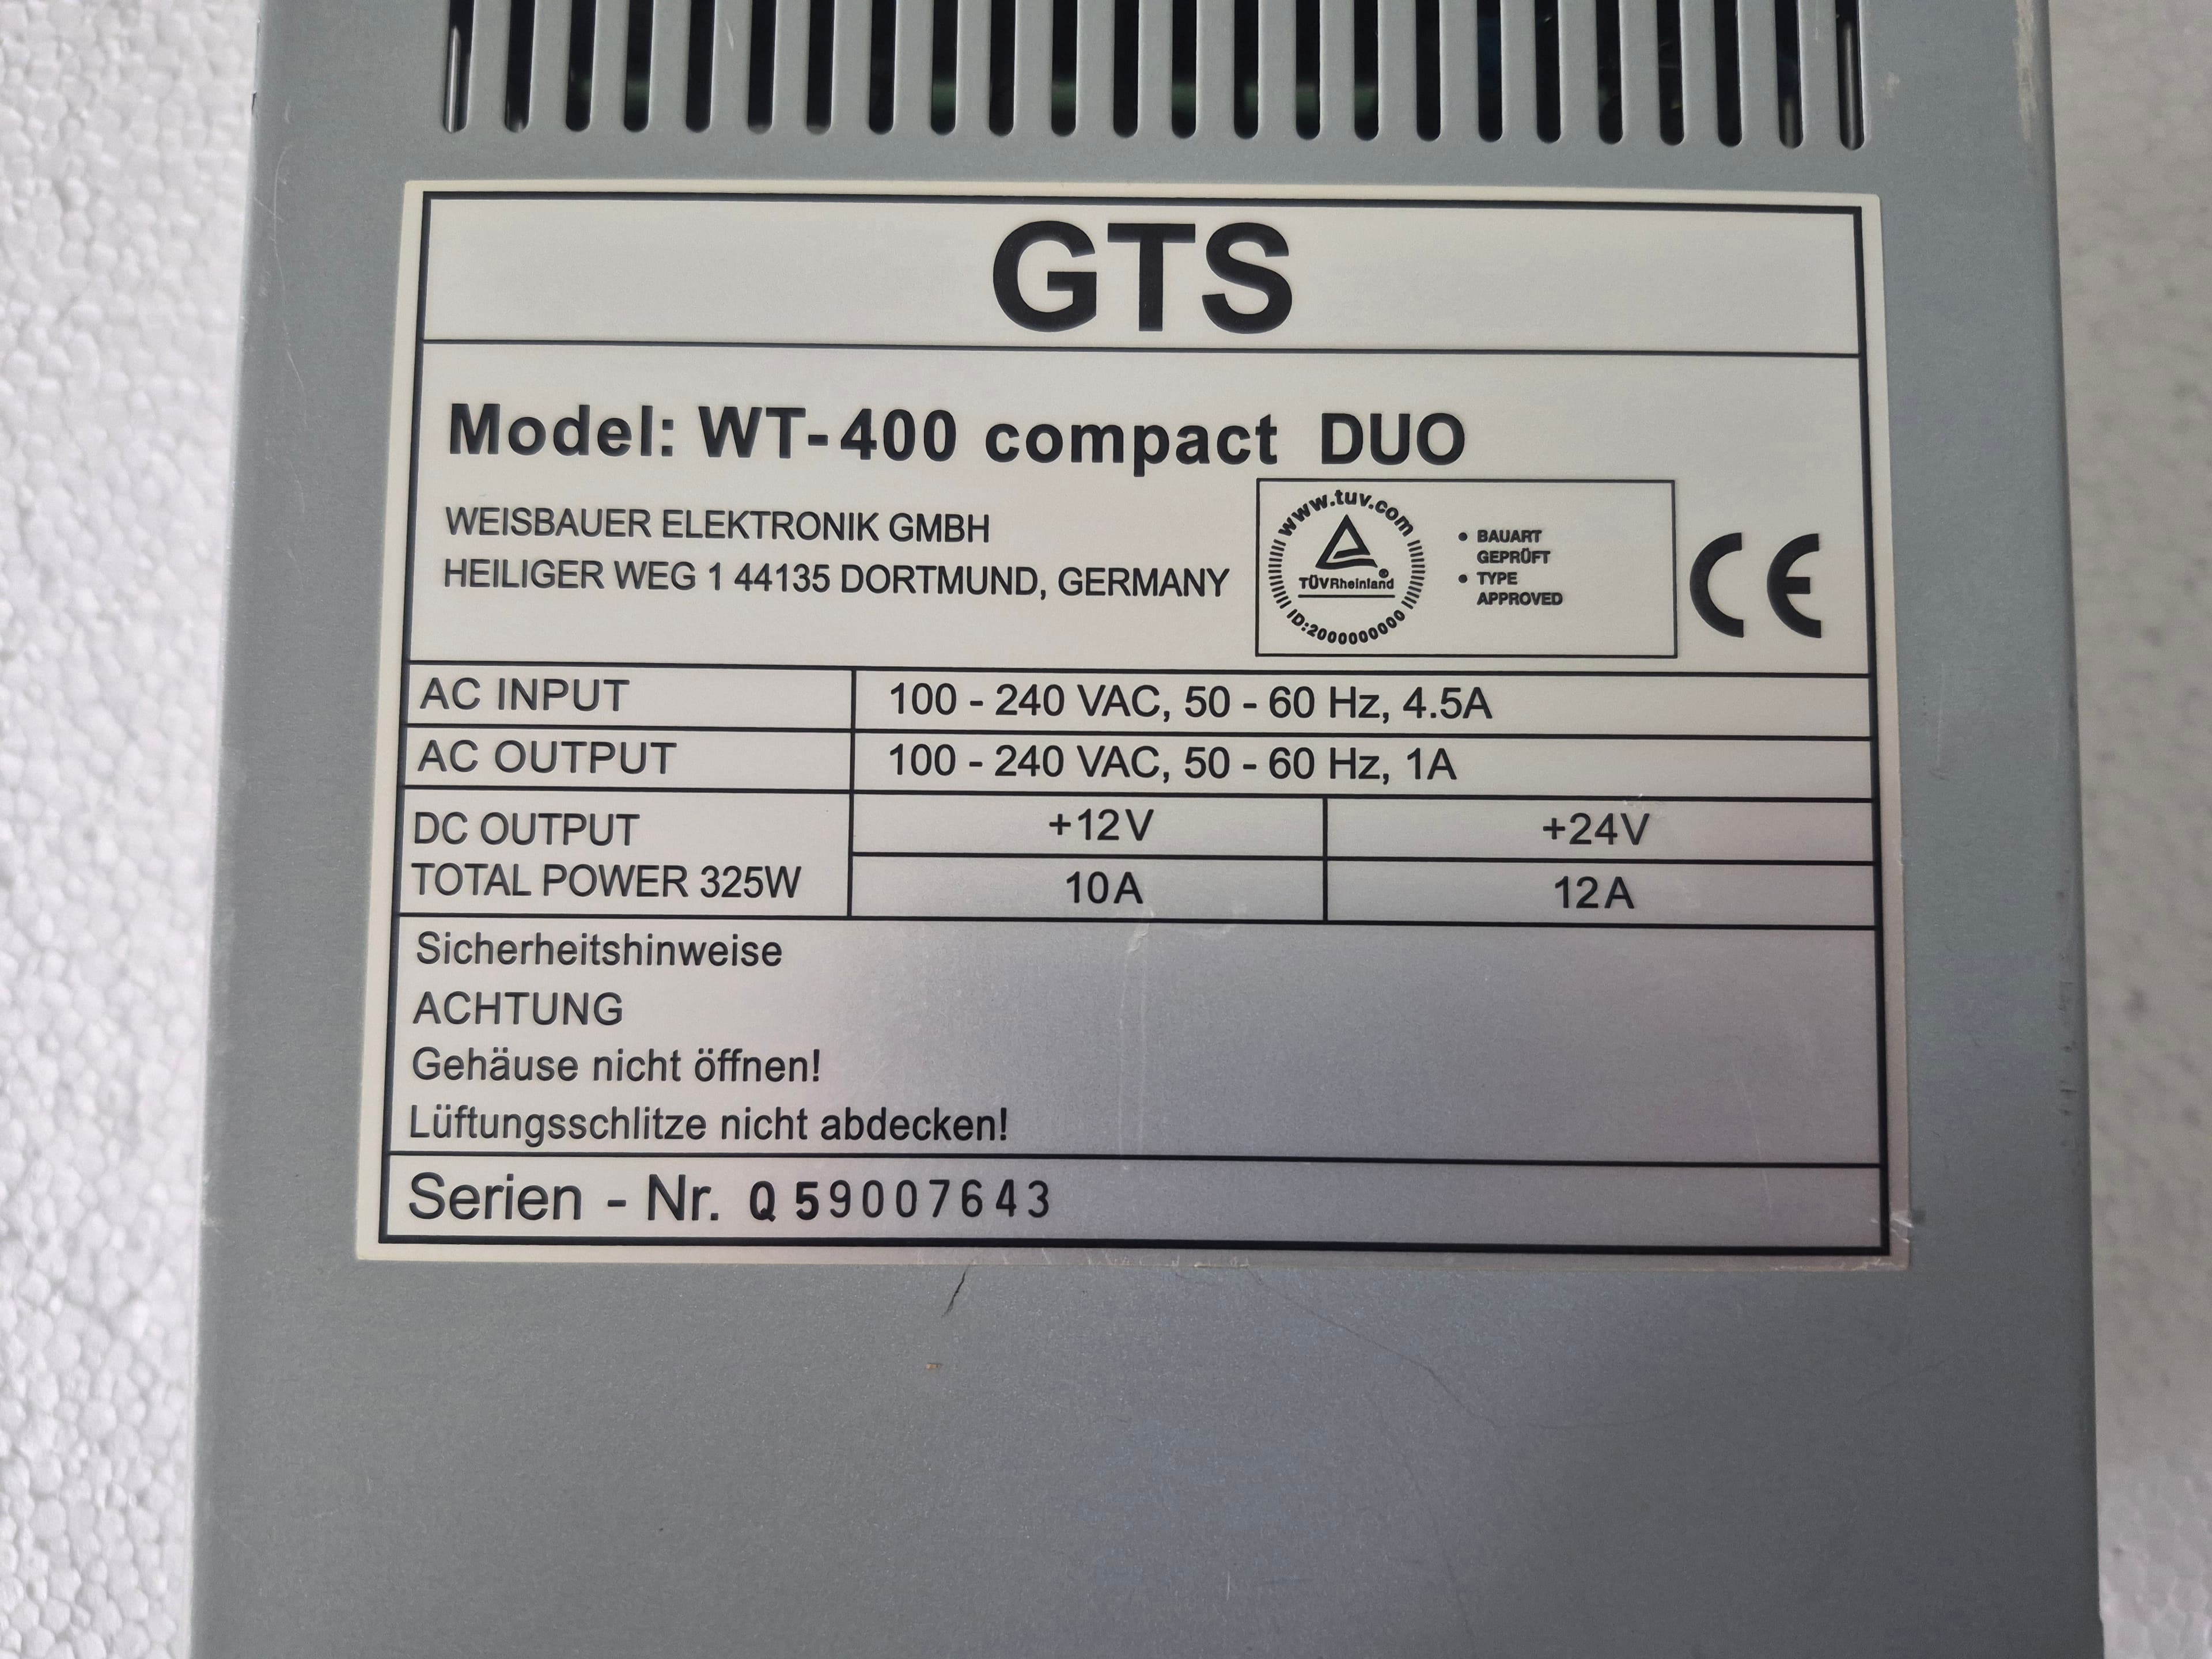 GTS
Model: WT-400 compact DUO
WEISBAUER ELEKTRONIK GMBH
HEILIGER WEG 1 44135 DORTMUND, GERMANY
www.tuv.com
TÜVRheinland®
ID:2000000000
• BAUART
GEPRÜFT
• TYPE
APPROVED
CE
AC INPUT 100 - 240 VAC, 50 - 60 Hz, 4.5A
AC OUTPUT 100 - 240 VAC, 50 - 60 Hz, 1A
DC OUTPUT
TOTAL POWER 325W
+12V +24V
10A 12A
Sicherheitshinweise
ACHTUNG
Gehäuse nicht öffnen!
Lüftungsschlitze nicht abdecken!
Serien - Nr. Q59007643